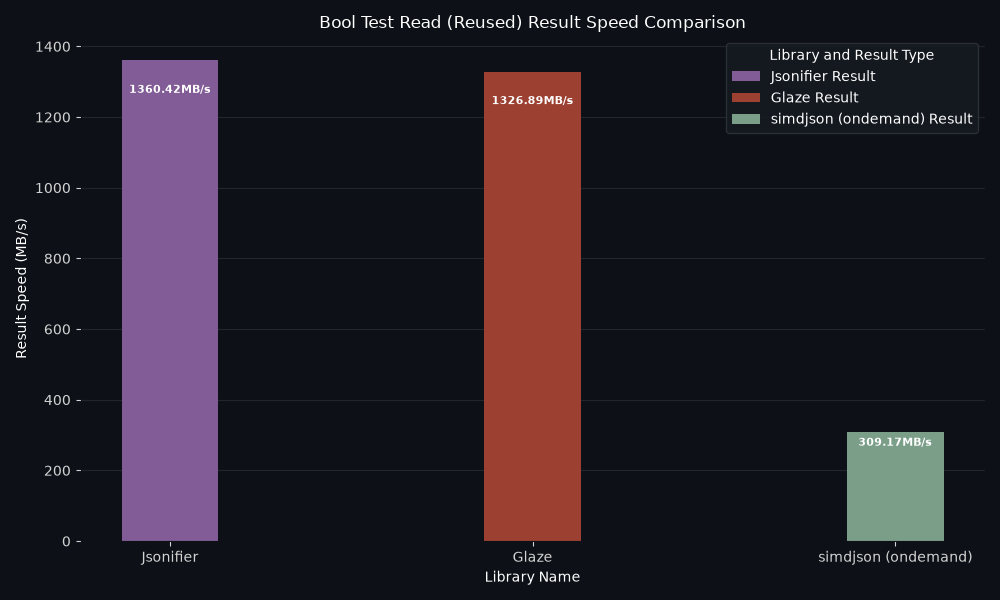 Bool Test Read (Reused) Result Speed Comparison
Result Speed (MB/s)
1400
1200
1000
800
600
400
200
0
1360.42MB/s
1326.89MB/s
309.17MB/s
Library and Result Type
Jsonifier Result
Glaze Result
simdjson (ondemand) Result
Jsonifier
Glaze
simdjson (ondemand)
Library Name